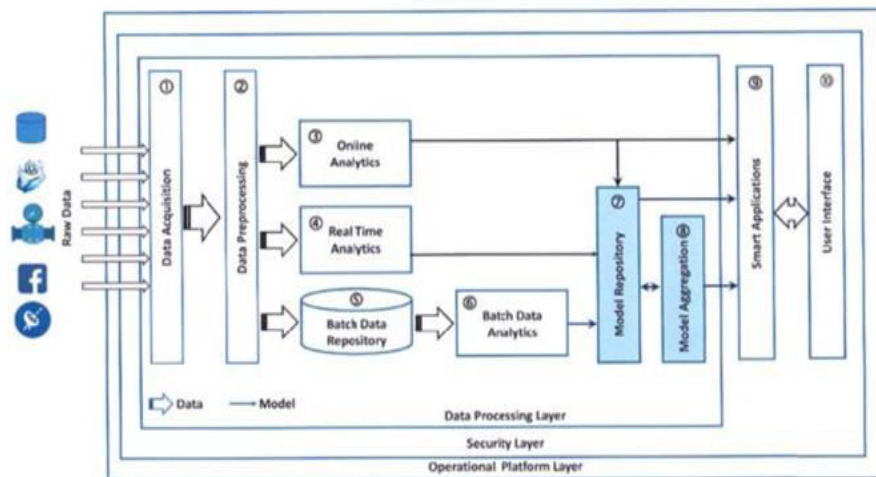 ①
②
③
Online
Analytics
④
Real Time
Analytics
⑤
Batch Data
Repository
⑥
Batch Data
Analytics
⑦
Model Repository
⑧
Model Aggregation
⑨
Smart Applications
⑩
User Interface
Raw Data
Data Acquisition
Data Preprocessing
Data
Model
Data Processing Layer
Security Layer
Operational Platform Layer
f